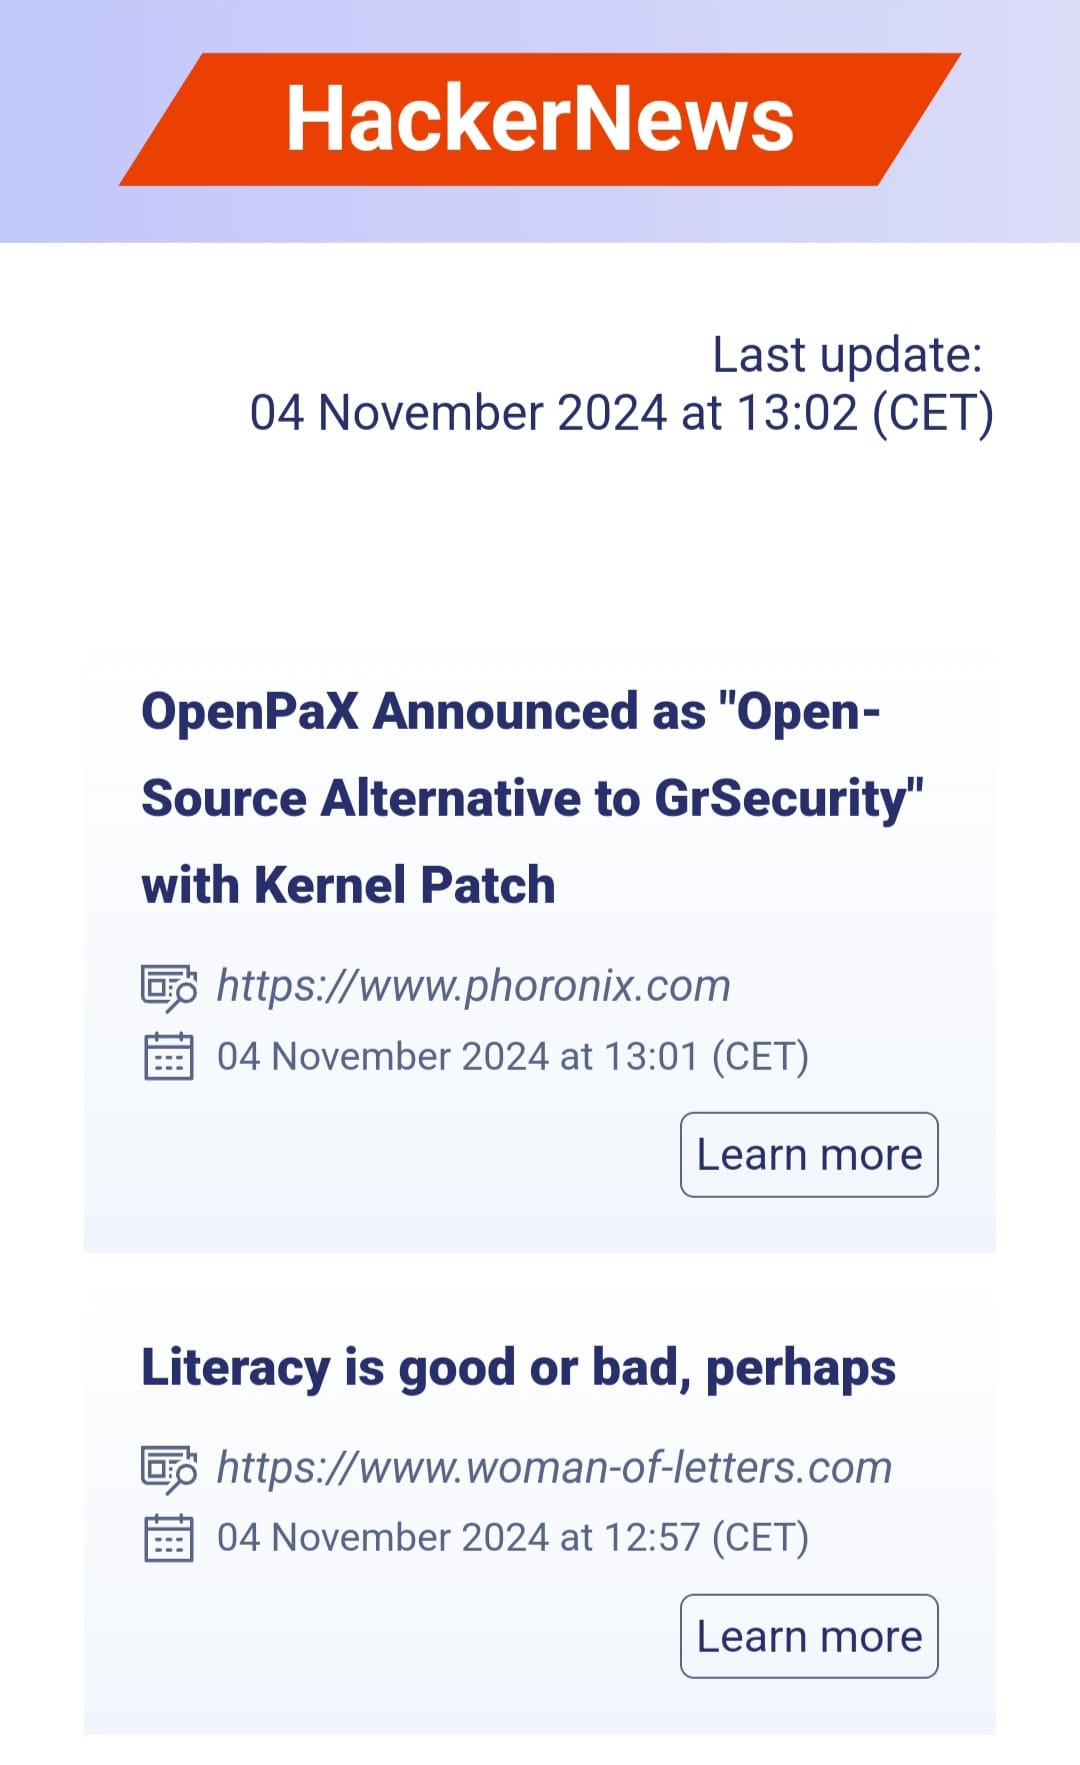 HackerNews
Last update:
04 November 2024 at 13:02 (CET)
OpenPaX Announced as "Open-
Source Alternative to GrSecurity"
with Kernel Patch
https://www.phoronix.com
04 November 2024 at 13:01 (CET)
Learn more
Literacy is good or bad, perhaps
https://www.woman-of-letters.com
04 November 2024 at 12:57 (CET)
Learn more